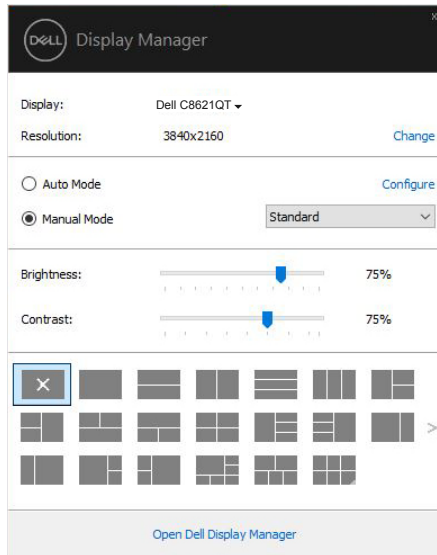 DELL Display Manager
Display: Dell C8621QT
Resolution: 3840x2160 Change
Auto Mode Configure
Manual Mode Standard
Brightness: 75%
Contrast: 75%
Open Dell Display Manager